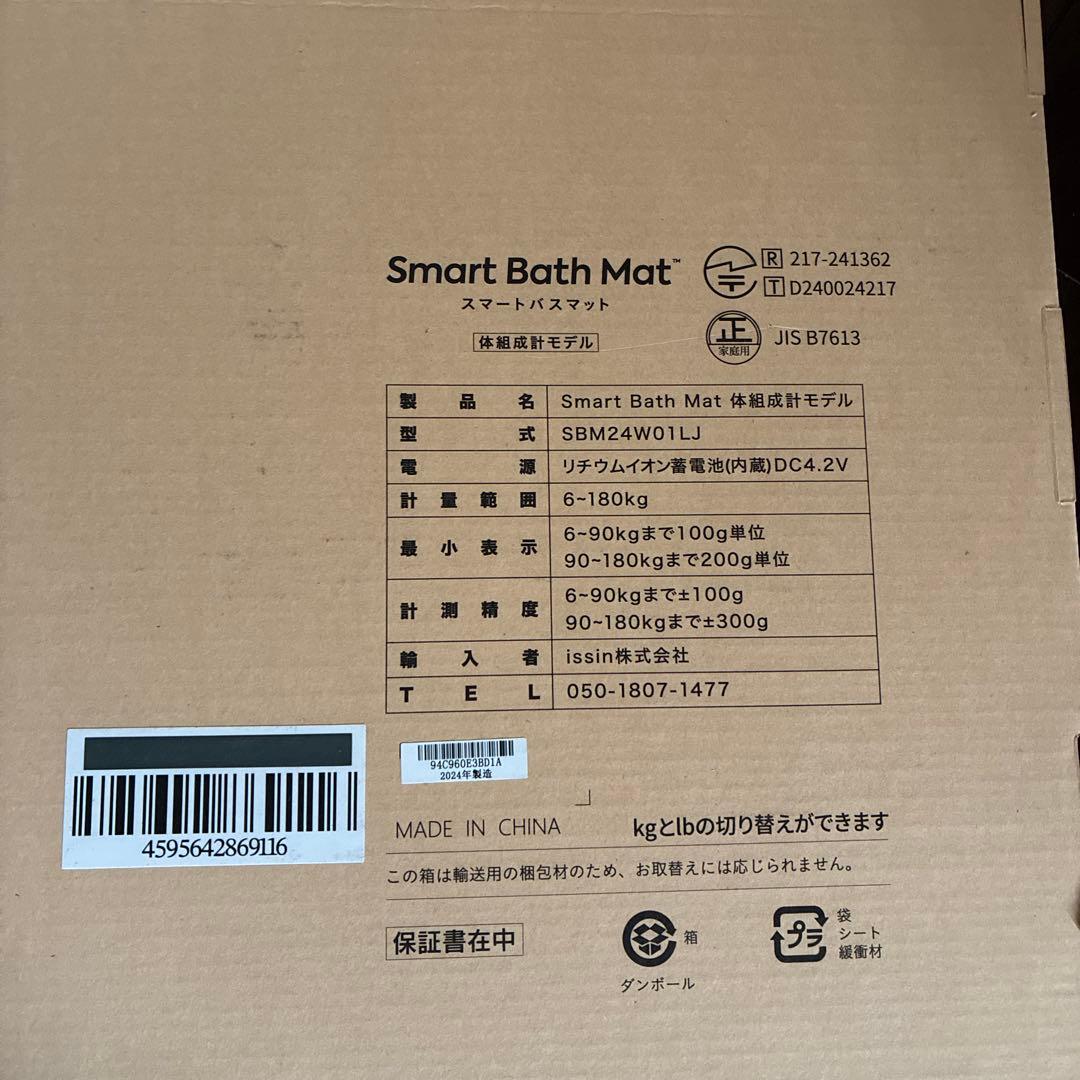 Smart Bath Mat™
スマートバスマット
体組成計モデル
R 217-241362
T D240024217
正 家庭用 JIS B7613
製品名 Smart Bath Mat 体組成計モデル
型式 SBM24W01LJ
電源 リチウムイオン蓄電池(内蔵)DC4.2V
計量範囲 6~180kg
最小表示 6~90kgまで100g単位
90~180kgまで200g単位
計測精度 6~90kgまで±100g
90~180kgまで±300g
輸入者 issin株式会社
TEL 050-1807-1477
94C960E3BD1A
2024年製造
4595642869116
MADE IN CHINA
kgとlbの切り替えができます
この箱は輸送用の梱包材のため、お取替えには応じられません。
保証書在中
箱
ダンボール
プラ
袋
シート
緩衝材